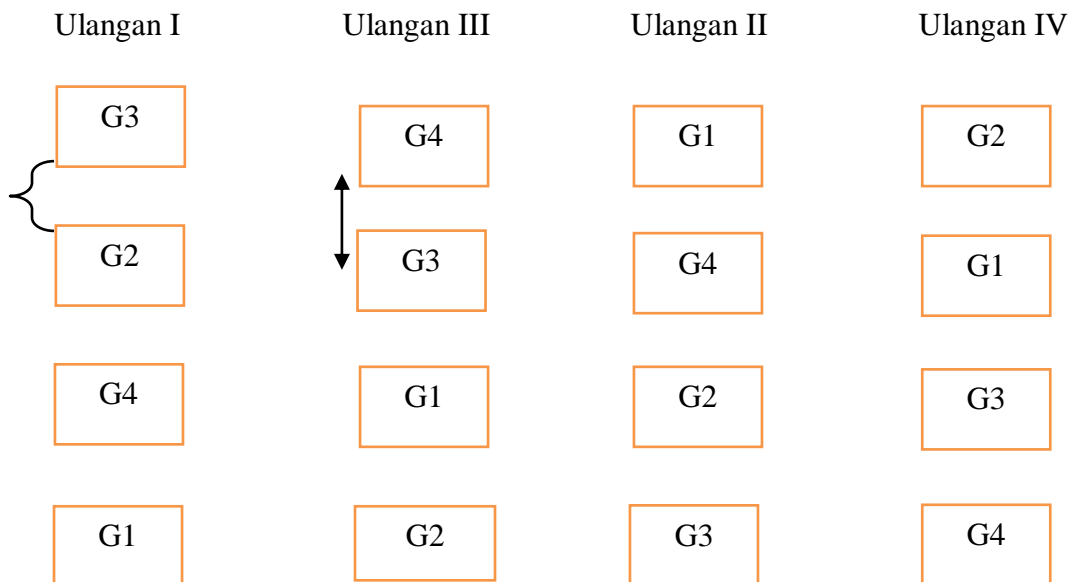 Ulangan I Ulangan III Ulangan II Ulangan IV
G3 G4 G1 G2
G2 G3 G4 G1
G4 G1 G2 G3
G1 G2 G3 G4